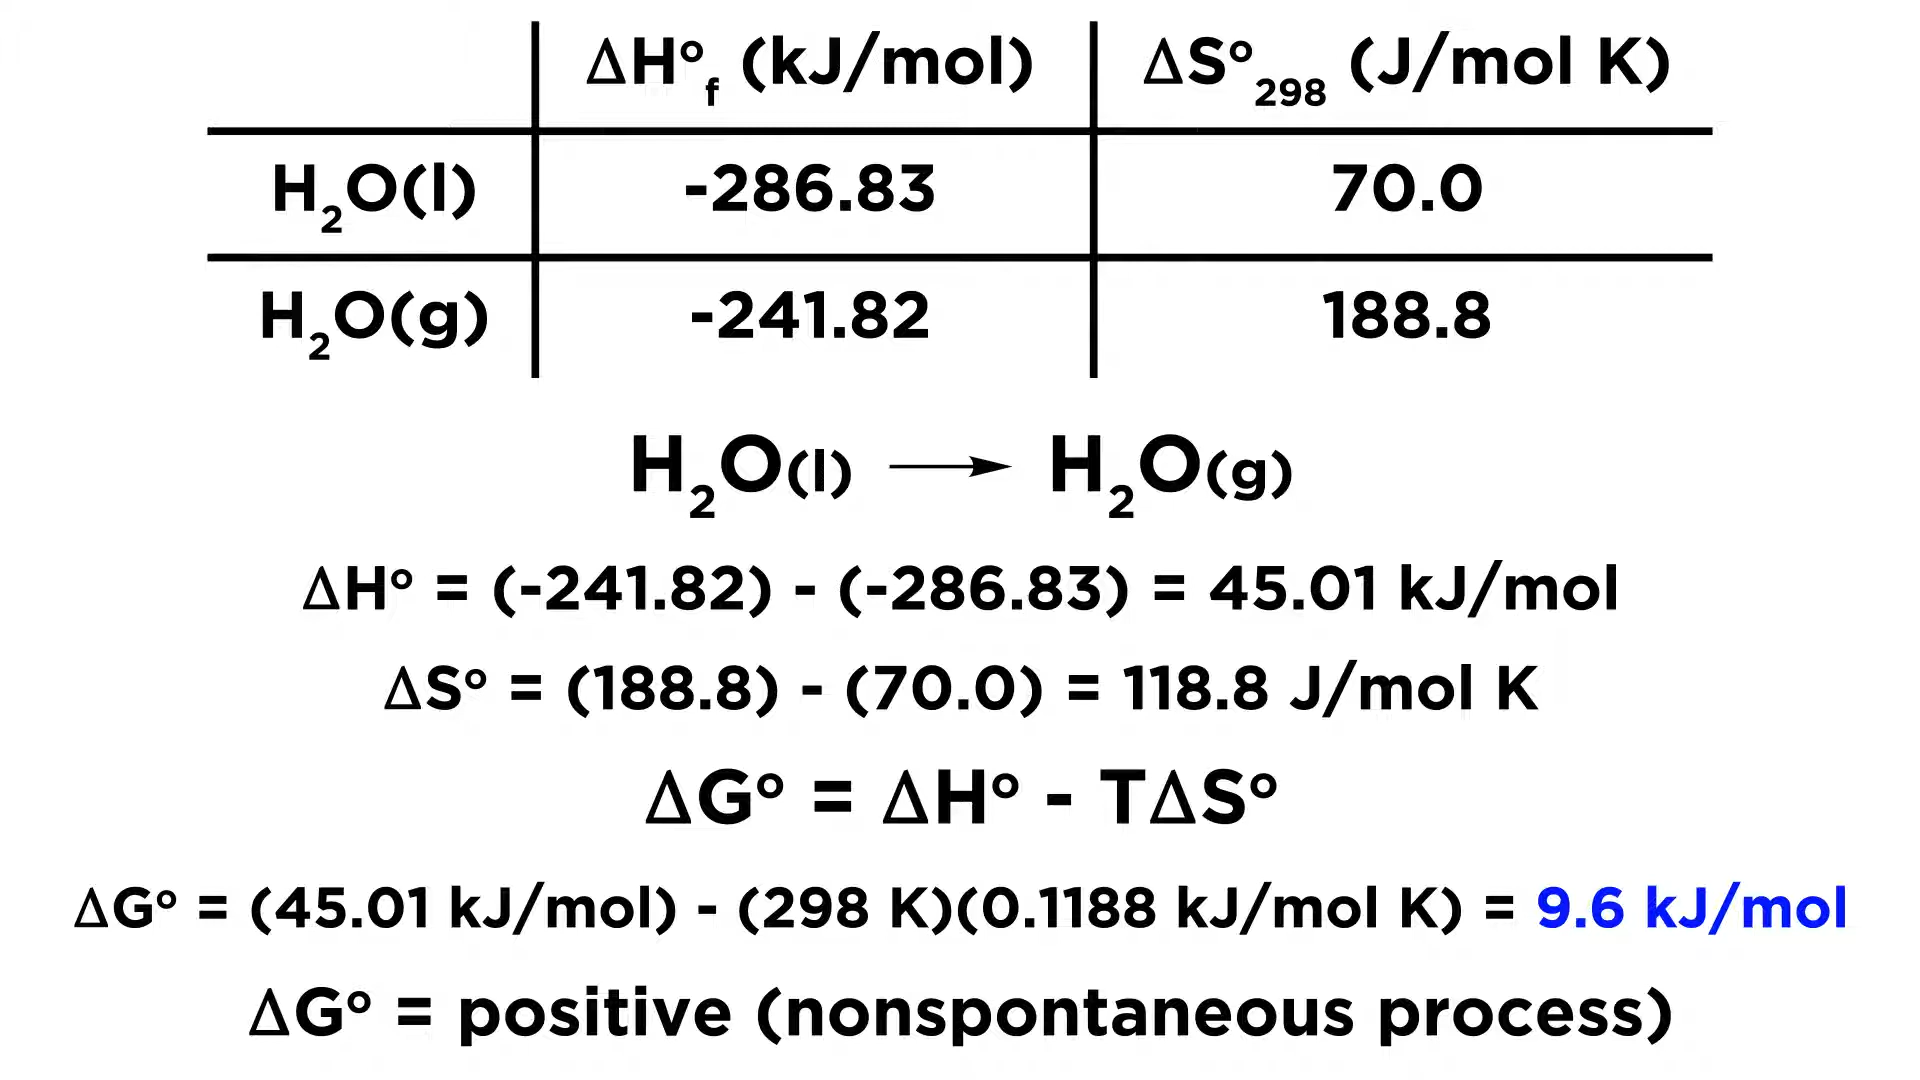 ΔH°f (kJ/mol) ΔS°298 (J/mol K)
H2O(l) -286.83 70.0
H2O(g) -241.82 188.8
H2O(l) → H2O(g)
ΔH° = (-241.82) - (-286.83) = 45.01 kJ/mol
ΔS° = (188.8) - (70.0) = 118.8 J/mol K
ΔG° = ΔH° - TΔS°
ΔG° = (45.01 kJ/mol) - (298 K)(0.1188 kJ/mol K) = 9.6 kJ/mol
ΔG° = positive (nonspontaneous process)